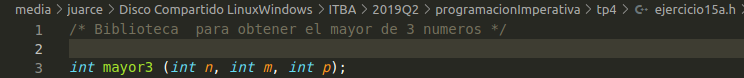 media > juarce > Disco Compartido LinuxWindows > ITBA > 2019Q2 > programacionImperativa > tp4 > ejercicio15a.h
1 /* Biblioteca  para obtener el mayor de 3 numeros */
2
3 int mayor3 (int n, int m, int p);